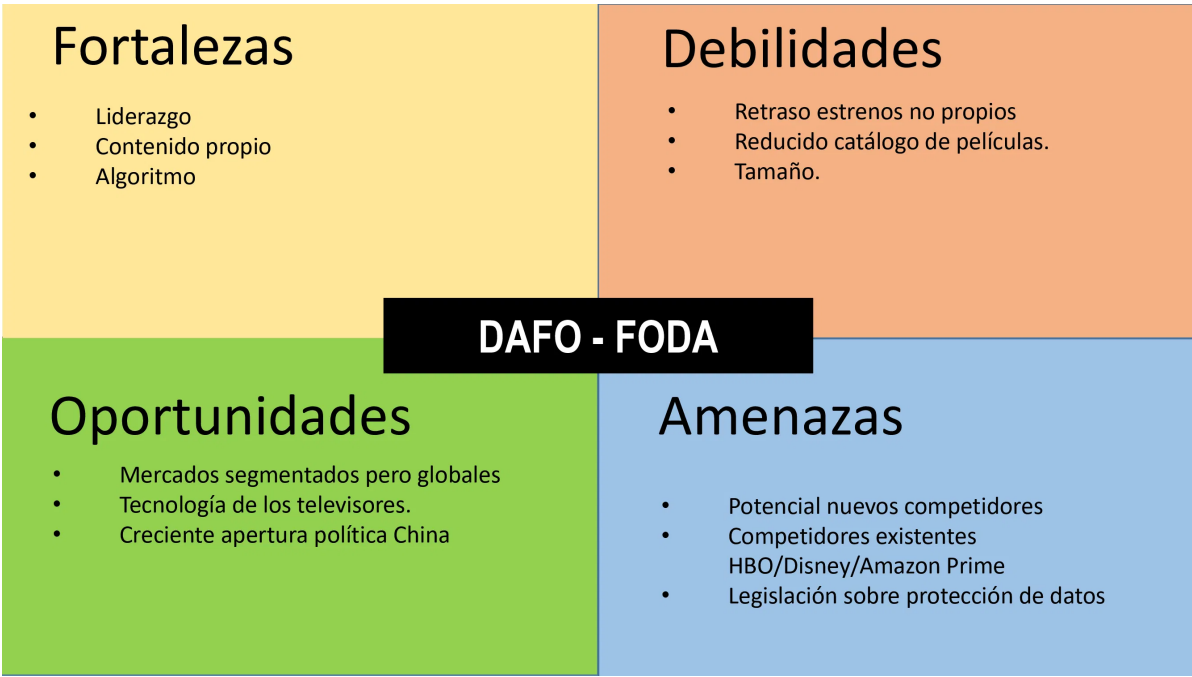 Fortalezas
• Liderazgo
• Contenido propio
• Algoritmo
Debilidades
• Retraso estrenos no propios
• Reducido catálogo de películas.
• Tamaño.
DAFO - FODA
Oportunidades
• Mercados segmentados pero globales
• Tecnología de los televisores.
• Creciente apertura política China
Amenazas
• Potencial nuevos competidores
• Competidores existentes
HBO/Disney/Amazon Prime
• Legislación sobre protección de datos